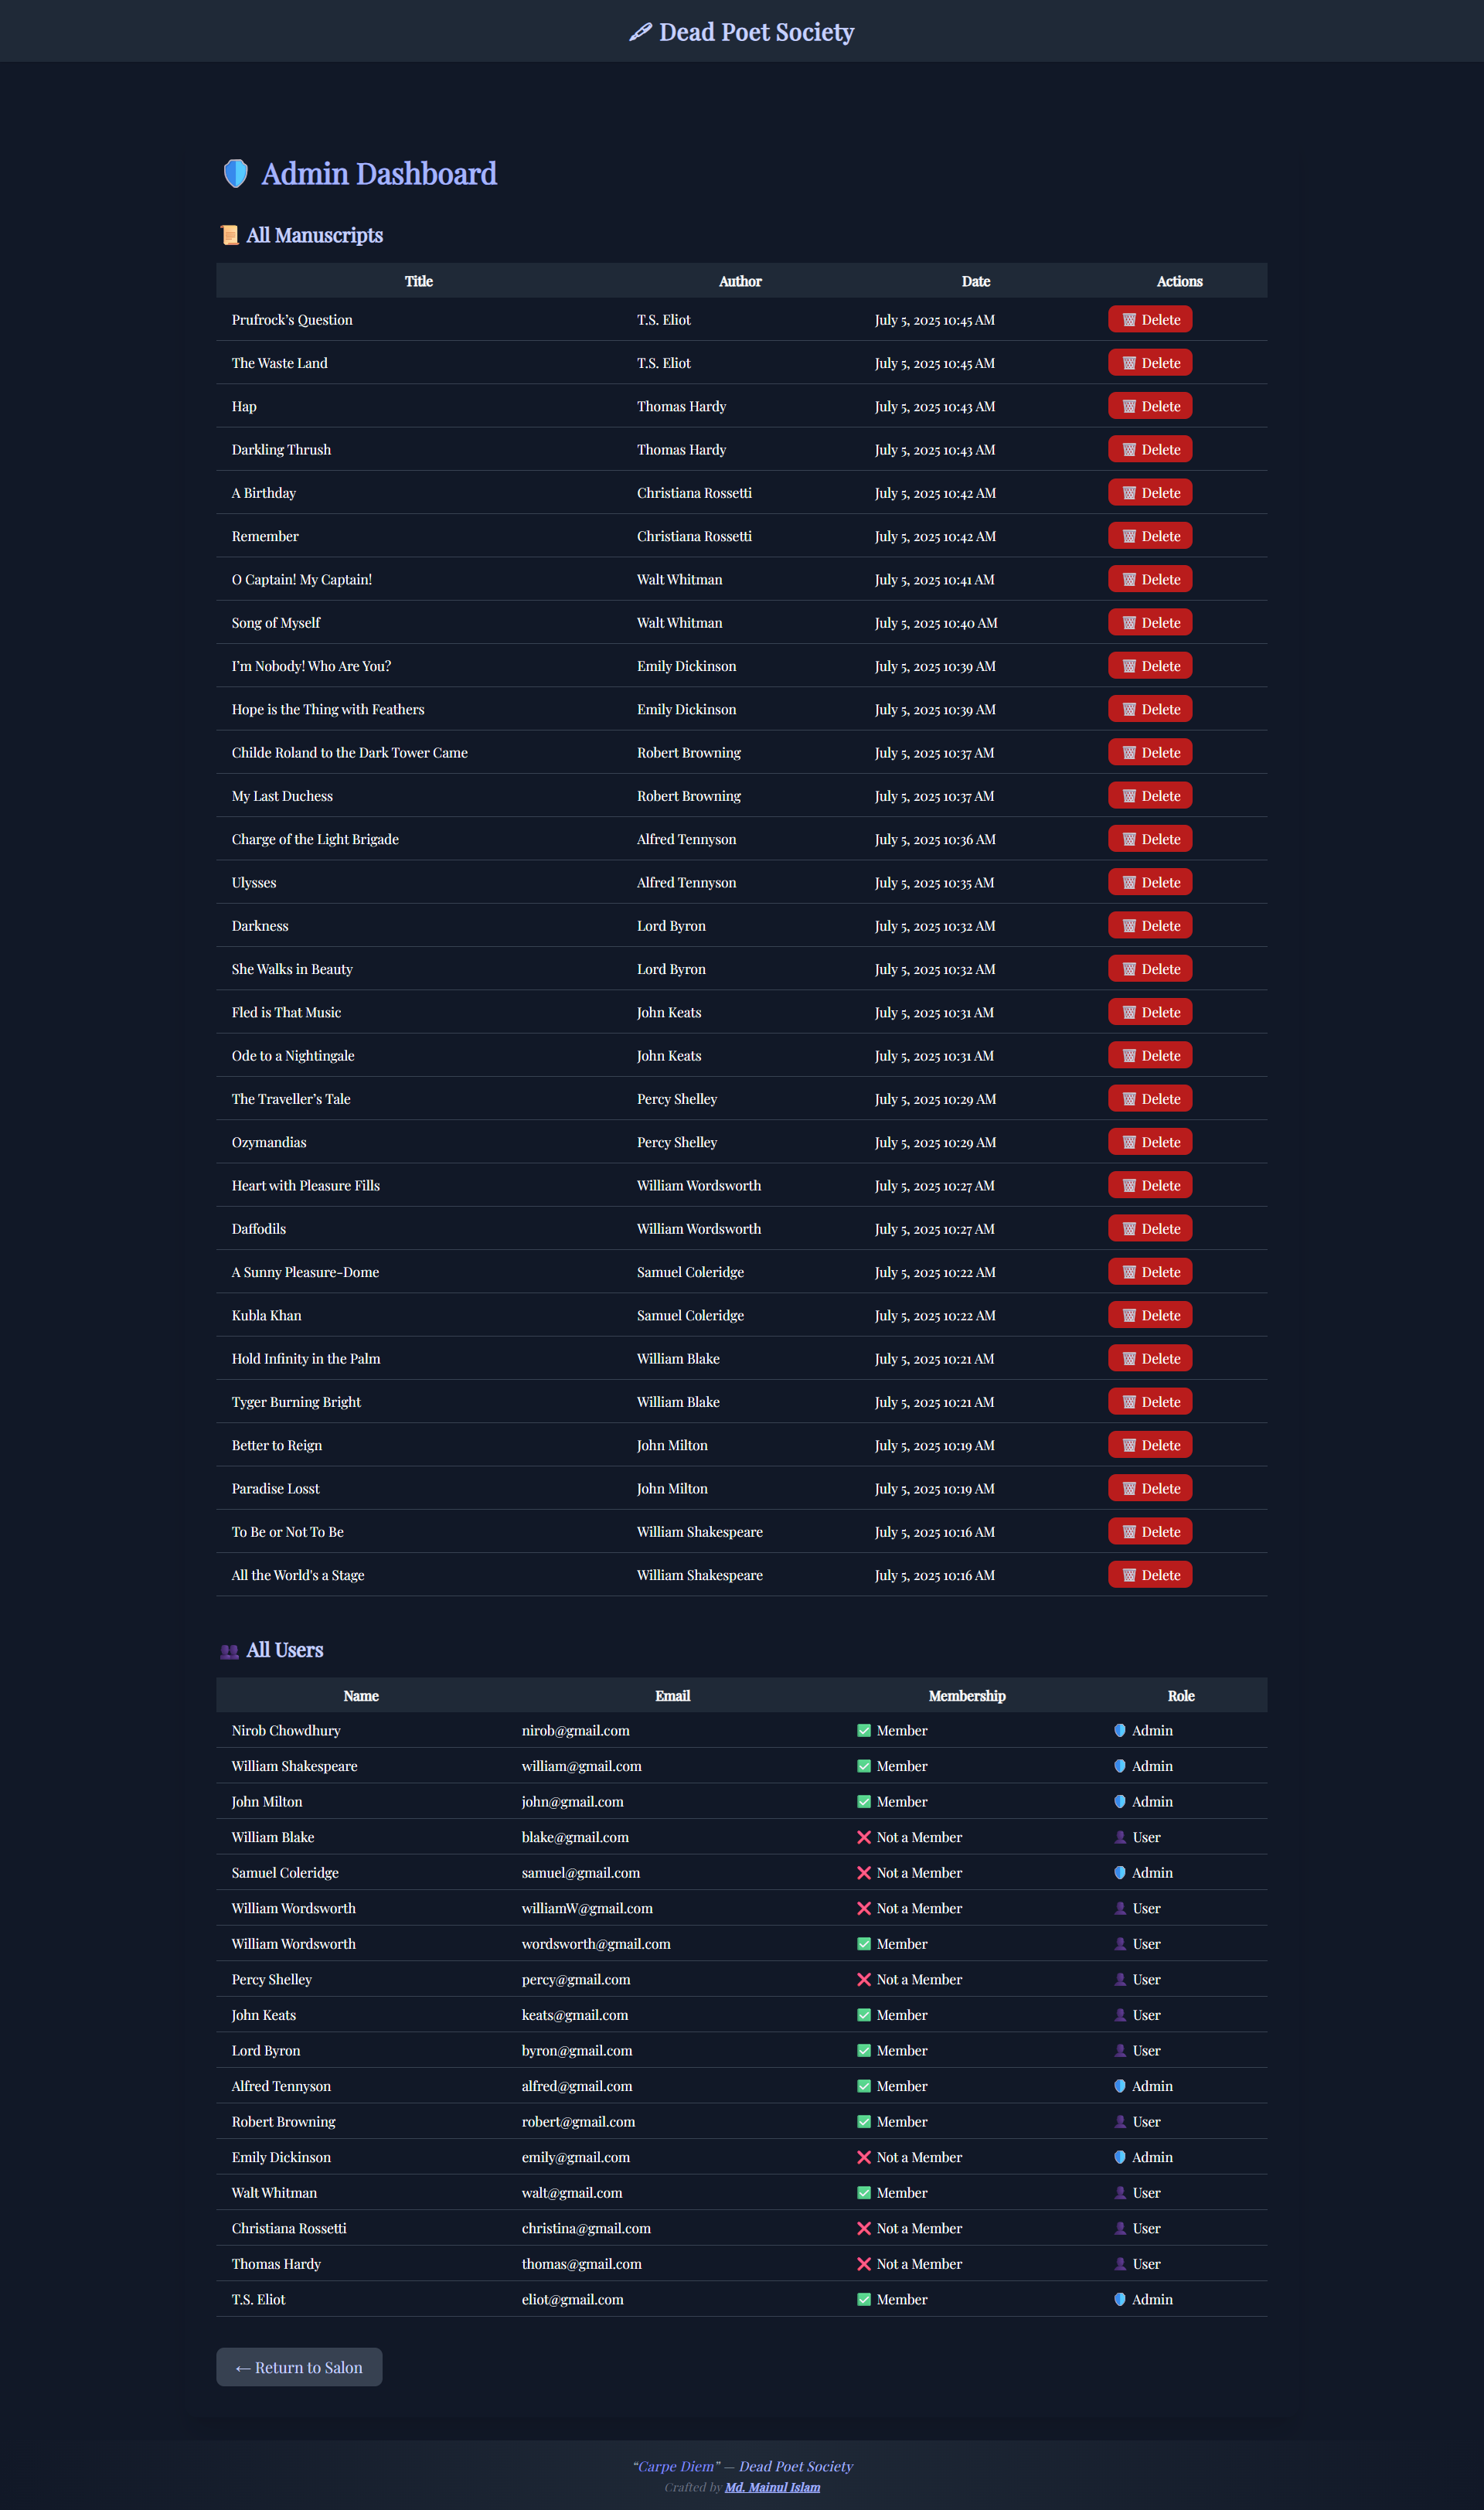 Dead Poet Society
Admin Dashboard
All Manuscripts
Title Author Date Actions
Prufrock’s Question T.S. Eliot July 5, 2025 10:45 AM Delete
The Waste Land T.S. Eliot July 5, 2025 10:45 AM Delete
Hap Thomas Hardy July 5, 2025 10:43 AM Delete
Darkling Thrush Thomas Hardy July 5, 2025 10:43 AM Delete
A Birthday Christiana Rossetti July 5, 2025 10:42 AM Delete
Remember Christiana Rossetti July 5, 2025 10:42 AM Delete
O Captain! My Captain! Walt Whitman July 5, 2025 10:41 AM Delete
Song of Myself Walt Whitman July 5, 2025 10:40 AM Delete
I’m Nobody! Who Are You? Emily Dickinson July 5, 2025 10:39 AM Delete
Hope is the Thing with Feathers Emily Dickinson July 5, 2025 10:39 AM Delete
Childe Roland to the Dark Tower Came Robert Browning July 5, 2025 10:37 AM Delete
My Last Duchess Robert Browning July 5, 2025 10:37 AM Delete
Charge of the Light Brigade Alfred Tennyson July 5, 2025 10:36 AM Delete
Ulysses Alfred Tennyson July 5, 2025 10:35 AM Delete
Darkness Lord Byron July 5, 2025 10:32 AM Delete
She Walks in Beauty Lord Byron July 5, 2025 10:32 AM Delete
Fled is That Music John Keats July 5, 2025 10:31 AM Delete
Ode to a Nightingale John Keats July 5, 2025 10:31 AM Delete
The Traveller’s Tale Percy Shelley July 5, 2025 10:29 AM Delete
Ozymandias Percy Shelley July 5, 2025 10:29 AM Delete
Heart with Pleasure Fills William Wordsworth July 5, 2025 10:27 AM Delete
Daffodils William Wordsworth July 5, 2025 10:27 AM Delete
A Sunny Pleasure-Dome Samuel Coleridge July 5, 2025 10:22 AM Delete
Kubla Khan Samuel Coleridge July 5, 2025 10:22 AM Delete
Hold Infinity in the Palm William Blake July 5, 2025 10:21 AM Delete
Tyger Burning Bright William Blake July 5, 2025 10:21 AM Delete
Better to Reign John Milton July 5, 2025 10:19 AM Delete
Paradise Losst John Milton July 5, 2025 10:19 AM Delete
To Be or Not To Be William Shakespeare July 5, 2025 10:16 AM Delete
All the World's a Stage William Shakespeare July 5, 2025 10:16 AM Delete
All Users
Name Email Membership Role
Nirob Chowdhury nirob@gmail.com Member Admin
William Shakespeare william@gmail.com Member Admin
John Milton john@gmail.com Member Admin
William Blake blake@gmail.com Not a Member User
Samuel Coleridge samuel@gmail.com Not a Member Admin
William Wordsworth williamW@gmail.com Not a Member User
William Wordsworth wordsworth@gmail.com Member User
Percy Shelley percy@gmail.com Not a Member User
John Keats keats@gmail.com Member User
Lord Byron byron@gmail.com Member User
Alfred Tennyson alfred@gmail.com Member Admin
Robert Browning robert@gmail.com Member User
Emily Dickinson emily@gmail.com Not a Member Admin
Walt Whitman walt@gmail.com Member User
Christiana Rossetti christina@gmail.com Not a Member User
Thomas Hardy thomas@gmail.com Not a Member User
T.S. Eliot eliot@gmail.com Member Admin
← Return to Salon
“Carpe Diem” — Dead Poet Society
Crafted by Md. Mainul Islam